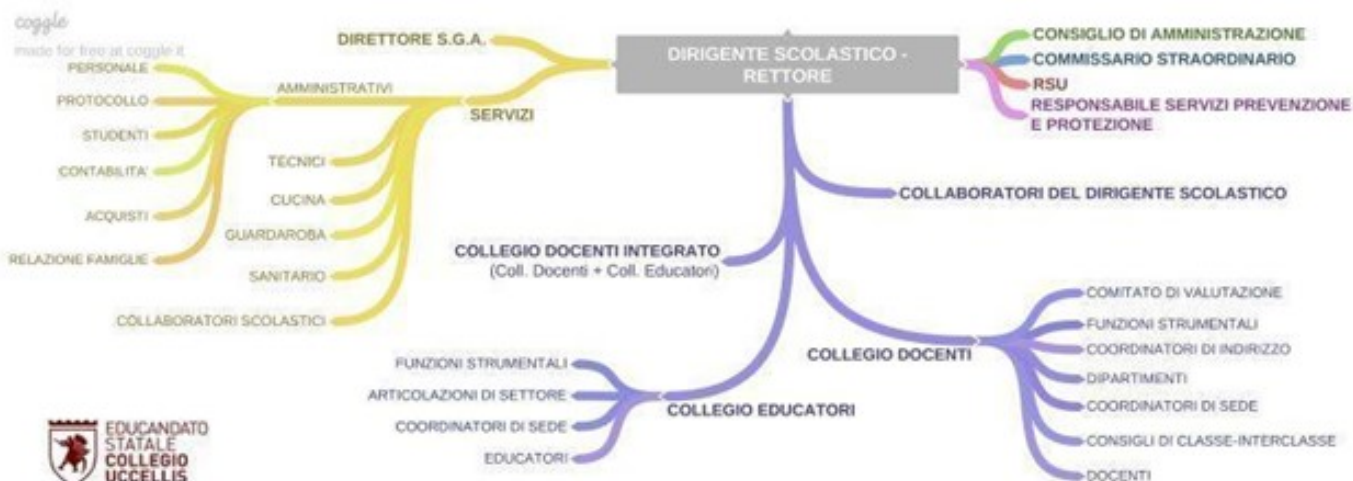 coggle
made for free at coggle.it
DIRIGENTE SCOLASTICO -
RETTORE
DIRETTORE S.G.A.
SERVIZI
AMMINISTRATIVI
PERSONALE
PROTOCOLLO
STUDENTI
CONTABILITA'
ACQUISTI
RELAZIONE FAMIGLIE
TECNICI
CUCINA
GUARDAROBA
SANITARIO
COLLABORATORI SCOLASTICI
CONSIGLIO DI AMMINISTRAZIONE
COMMISSARIO STRAORDINARIO
RSU
RESPONSABILE SERVIZI PREVENZIONE
E PROTEZIONE
COLLABORATORI DEL DIRIGENTE SCOLASTICO
COLLEGIO DOCENTI INTEGRATO
(Coll. Docenti + Coll. Educatori)
COLLEGIO DOCENTI
COMITATO DI VALUTAZIONE
FUNZIONI STRUMENTALI
COORDINATORI DI INDIRIZZO
DIPARTIMENTI
COORDINATORI DI SEDE
CONSIGLI DI CLASSE-INTERCLASSE
DOCENTI
COLLEGIO EDUCATORI
FUNZIONI STRUMENTALI
ARTICOLAZIONI DI SETTORE
COORDINATORI DI SEDE
EDUCATORI
EDUCANDATO
STATALE
COLLEGIO
UCCELLIS